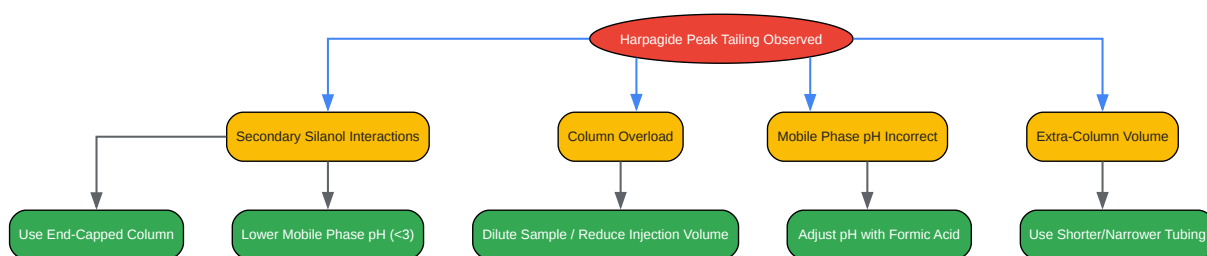 Harpagide Peak Tailing Observed
Secondary Silanol Interactions
Column Overload
Mobile Phase pH Incorrect
Extra-Column Volume
Use End-Capped Column
Lower Mobile Phase pH (<3)
Dilute Sample / Reduce Injection Volume
Adjust pH with Formic Acid
Use Shorter/Narrower Tubing